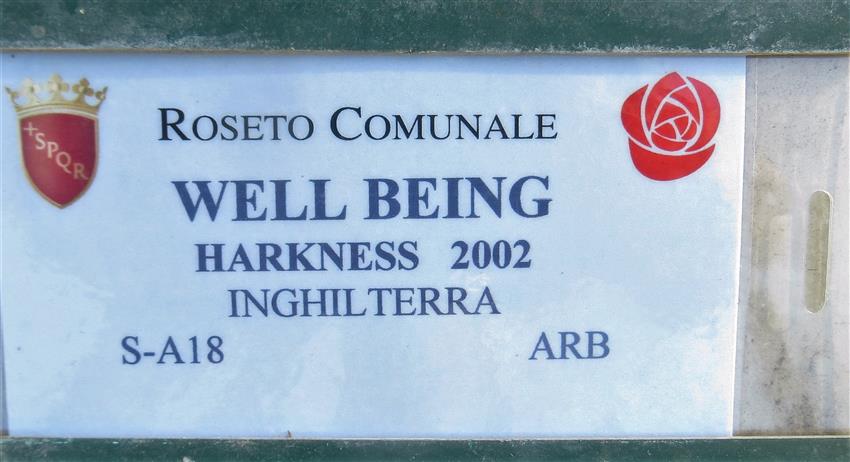 +SPQR
ROSETO COMUNALE
WELL BEING
HARKNESS 2002
INGHILTERRA
S-A18 ARB